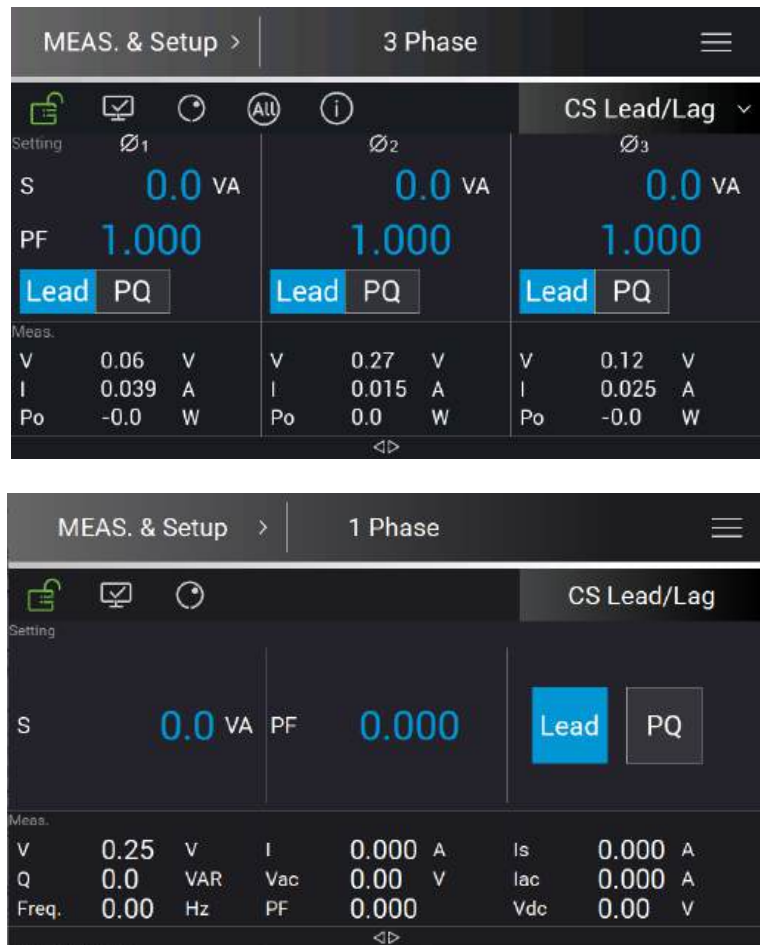 MEAS. & Setup > 3 Phase
All i CS Lead/Lag
Setting Ø1 Ø2 Ø3
S 0.0 VA 0.0 VA 0.0 VA
PF 1.000 1.000 1.000
Lead PQ Lead PQ Lead PQ
Meas.
V 0.06 V V 0.27 V V 0.12 V
I 0.039 A I 0.015 A I 0.025 A
Po -0.0 W Po 0.0 W Po -0.0 W
MEAS. & Setup > 1 Phase
CS Lead/Lag
Setting
S 0.0 VA PF 0.000 Lead PQ
Meas.
V 0.25 V I 0.000 A Is 0.000 A
Q 0.0 VAR Vac 0.00 V Iac 0.000 A
Freq. 0.00 Hz PF 0.000 Vdc 0.00 V